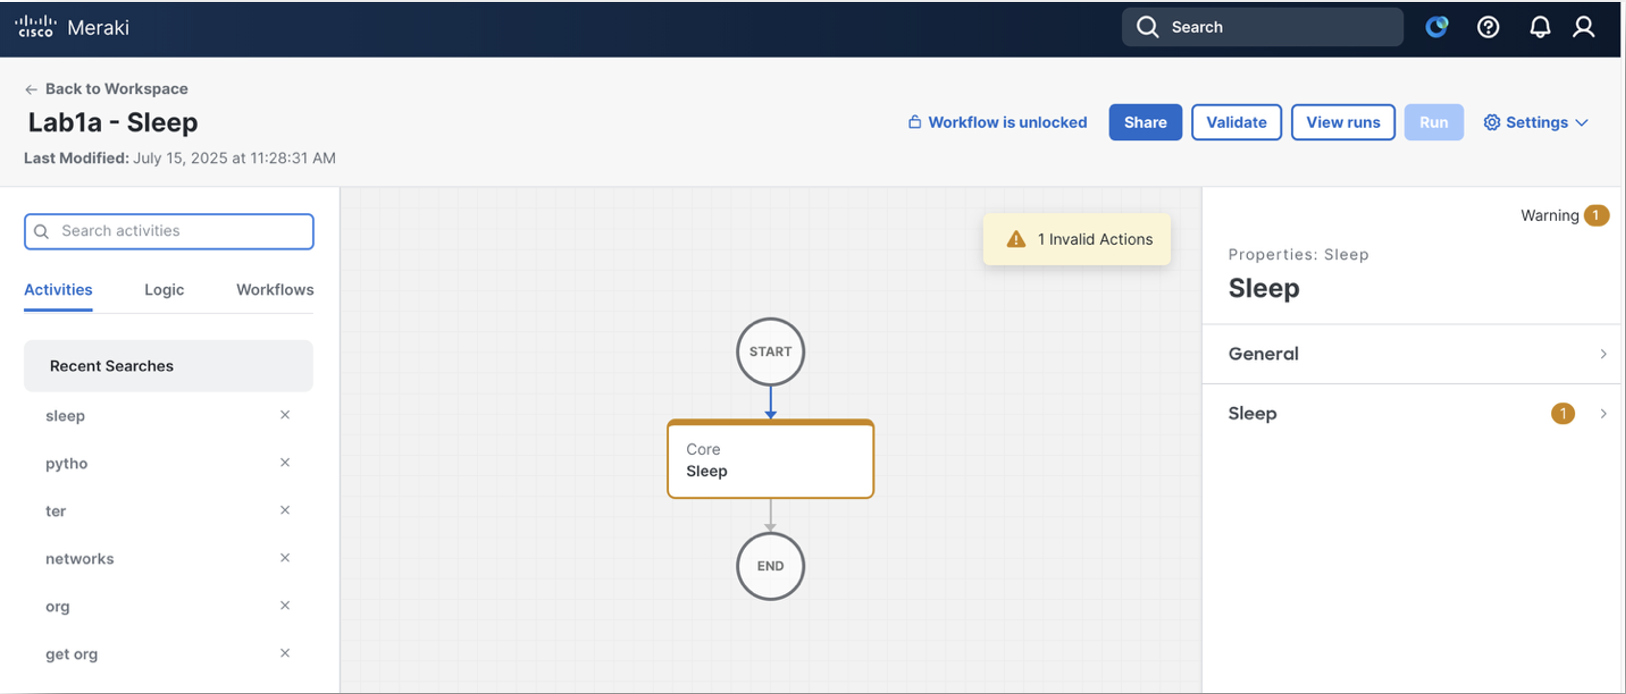 CISCO Meraki
Search
Back to Workspace
Lab1a - Sleep
Last Modified: July 15, 2025 at 11:28:31 AM
Workflow is unlocked
Share
Validate
View runs
Run
Settings
Search activities
Activities
Logic
Workflows
Recent Searches
sleep
pytho
ter
networks
org
get org
1 Invalid Actions
START
Core
Sleep
END
Warning 1
Properties: Sleep
Sleep
General
Sleep 1